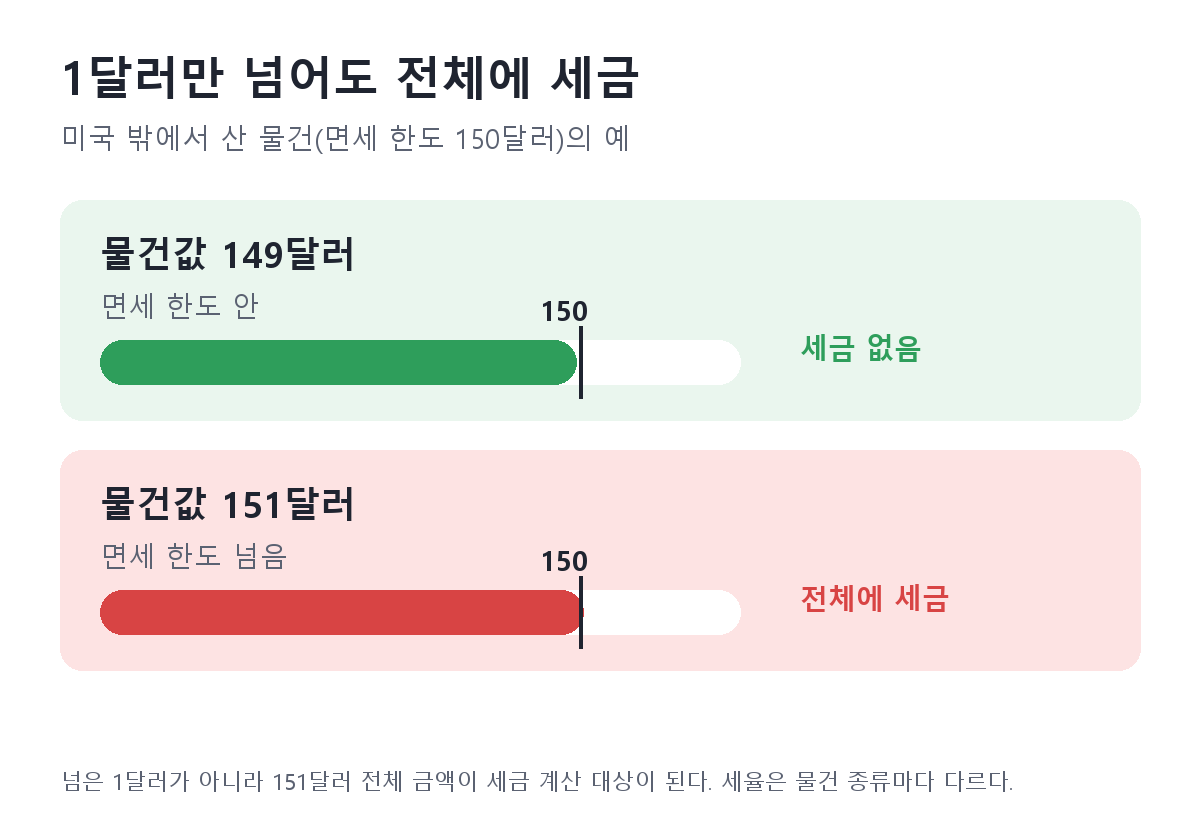 1달러만 넘어도 전체에 세금
미국 밖에서 산 물건(면세 한도 150달러)의 예
물건값 149달러
면세 한도 안
150
세금 없음
물건값 151달러
면세 한도 넘음
150
전체에 세금
넘은 1달러가 아니라 151달러 전체 금액이 세금 계산 대상이 된다. 세율은 물건 종류마다 다르다.